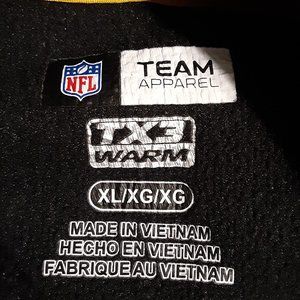 NFL
TEAM
APPAREL
TX3
WARM
XL/XG/XG
MADE IN VIETNAM
HECHO EN VIETNAM
FABRIQUE AU VIETNAM